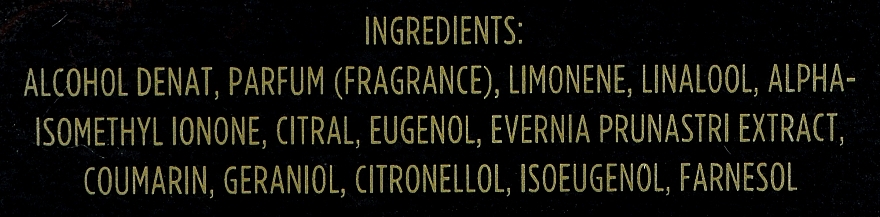 INGREDIENTS:
ALCOHOL DENAT, PARFUM (FRAGRANCE), LIMONENE, LINALOOL, ALPHA-
ISOMETHYL IONONE, CITRAL, EUGENOL, EVERNIA PRUNASTRI EXTRACT,
COUMARIN, GERANIOL, CITRONELLOL, ISOEUGENOL, FARNESOL